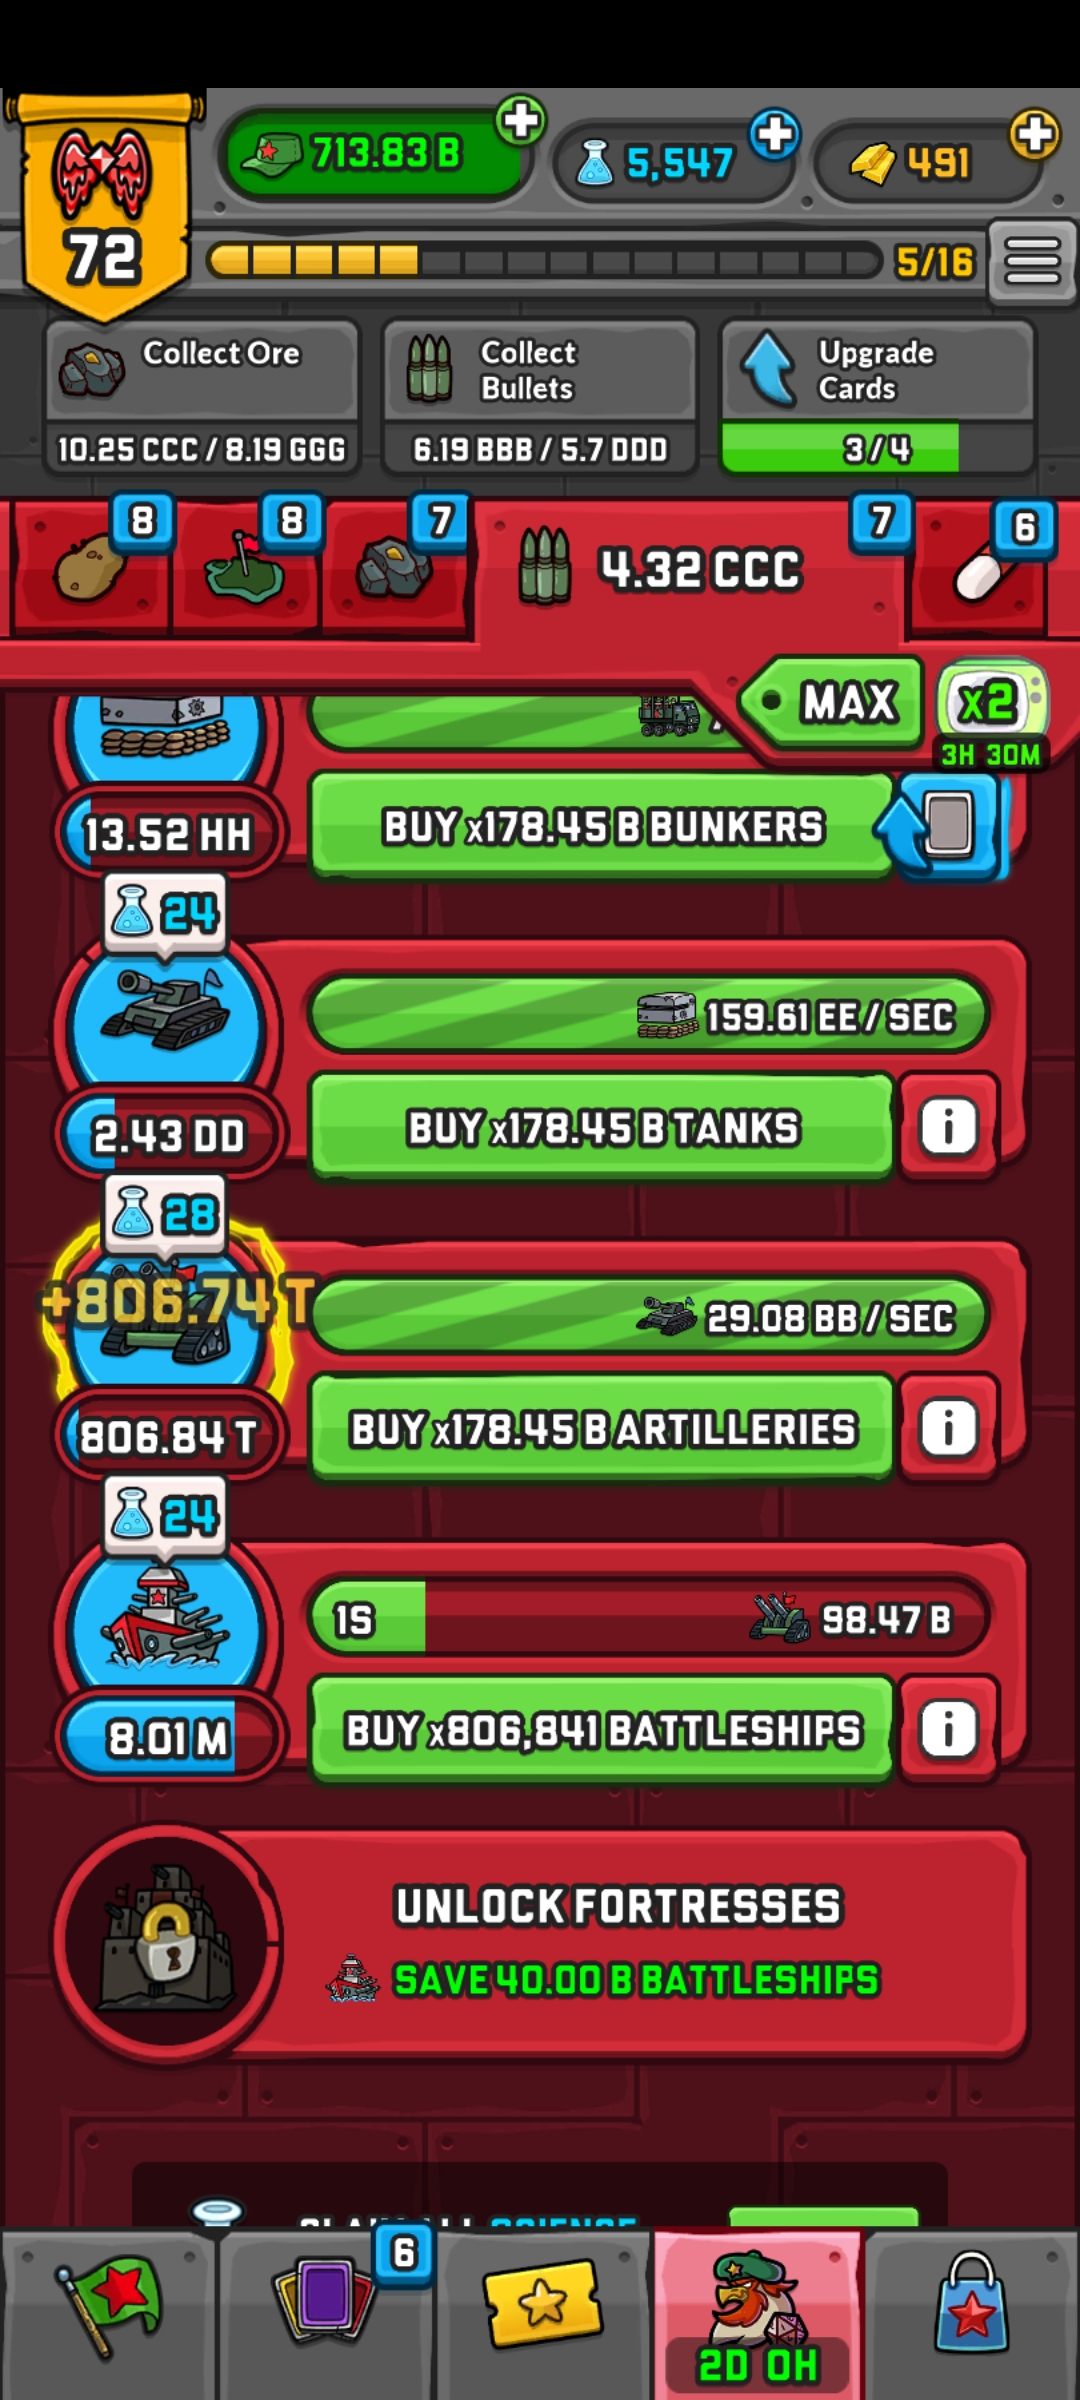 713.83 B
5,547
491
72
5/16
Collect Ore
10.25 CCC / 8.19 GGG
Collect
Bullets
6.19 BBB / 5.7 DDD
Upgrade
Cards
3/4
8
8
7
4.32 CCC
7
6
MAX
x2
3H 30M
13.52 HH
BUY x178.45 B BUNKERS
24
159.61 EE / SEC
2.43 DD
BUY x178.45 B TANKS
i
28
+806.74 T
29.08 BB / SEC
806.84 T
BUY x178.45 B ARTILLERIES
i
24
1S
98.47 B
8.01 M
BUY x806,841 BATTLESHIPS
i
UNLOCK FORTRESSES
SAVE 40.00 B BATTLESHIPS
6
2D 0H